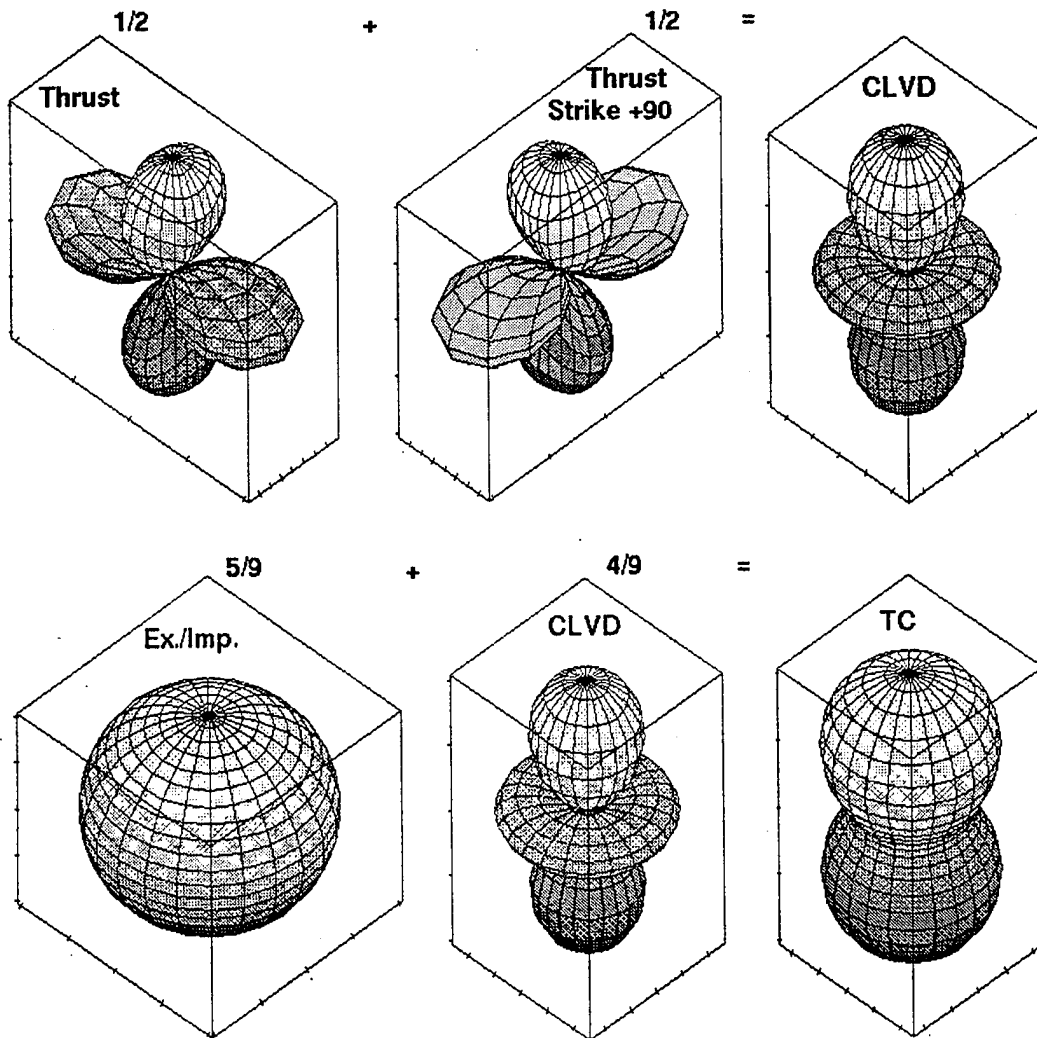 1/2 + 1/2 =
Thrust
Thrust
Strike +90
CLVD
5/9 + 4/9 =
Ex./Imp.
CLVD
TC